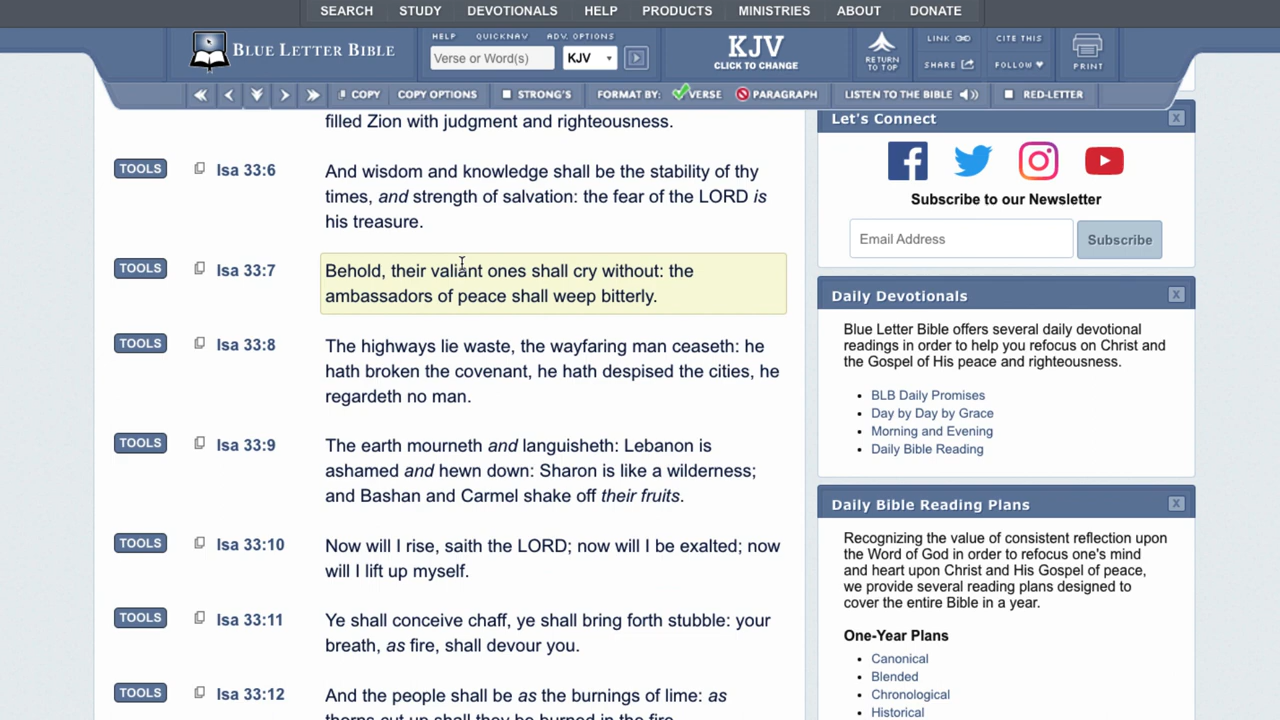 SEARCH STUDY DEVOTIONALS HELP PRODUCTS MINISTRIES ABOUT DONATE
BLUE LETTER BIBLE
HELP QUICKNAV ADV. OPTIONS
Verse or Word(s) KJV
KJV
CLICK TO CHANGE
RETURN
TO TOP
LINK CITE THIS
SHARE FOLLOW
PRINT
COPY COPY OPTIONS STRONG'S FORMAT BY: VERSE PARAGRAPH LISTEN TO THE BIBLE RED-LETTER
filled Zion with judgment and righteousness.
TOOLS Isa 33:6 And wisdom and knowledge shall be the stability of thy
times, and strength of salvation: the fear of the LORD is
his treasure.
TOOLS Isa 33:7 Behold, their valiant ones shall cry without: the
ambassadors of peace shall weep bitterly.
TOOLS Isa 33:8 The highways lie waste, the wayfaring man ceaseth: he
hath broken the covenant, he hath despised the cities, he
regardeth no man.
TOOLS Isa 33:9 The earth mourneth and languisheth: Lebanon is
ashamed and hewn down: Sharon is like a wilderness;
and Bashan and Carmel shake off their fruits.
TOOLS Isa 33:10 Now will I rise, saith the LORD; now will I be exalted; now
will I lift up myself.
TOOLS Isa 33:11 Ye shall conceive chaff, ye shall bring forth stubble: your
breath, as fire, shall devour you.
TOOLS Isa 33:12 And the people shall be as the burnings of lime: as
thorns cut up shall they be burned in the fire.
Let's Connect X
Subscribe to our Newsletter
Email Address Subscribe
Daily Devotionals X
Blue Letter Bible offers several daily devotional
readings in order to help you refocus on Christ and
the Gospel of His peace and righteousness.
• BLB Daily Promises
• Day by Day by Grace
• Morning and Evening
• Daily Bible Reading
Daily Bible Reading Plans X
Recognizing the value of consistent reflection upon
the Word of God in order to refocus one's mind
and heart upon Christ and His Gospel of peace,
we provide several reading plans designed to
cover the entire Bible in a year.
One-Year Plans
• Canonical
• Blended
• Chronological
• Historical